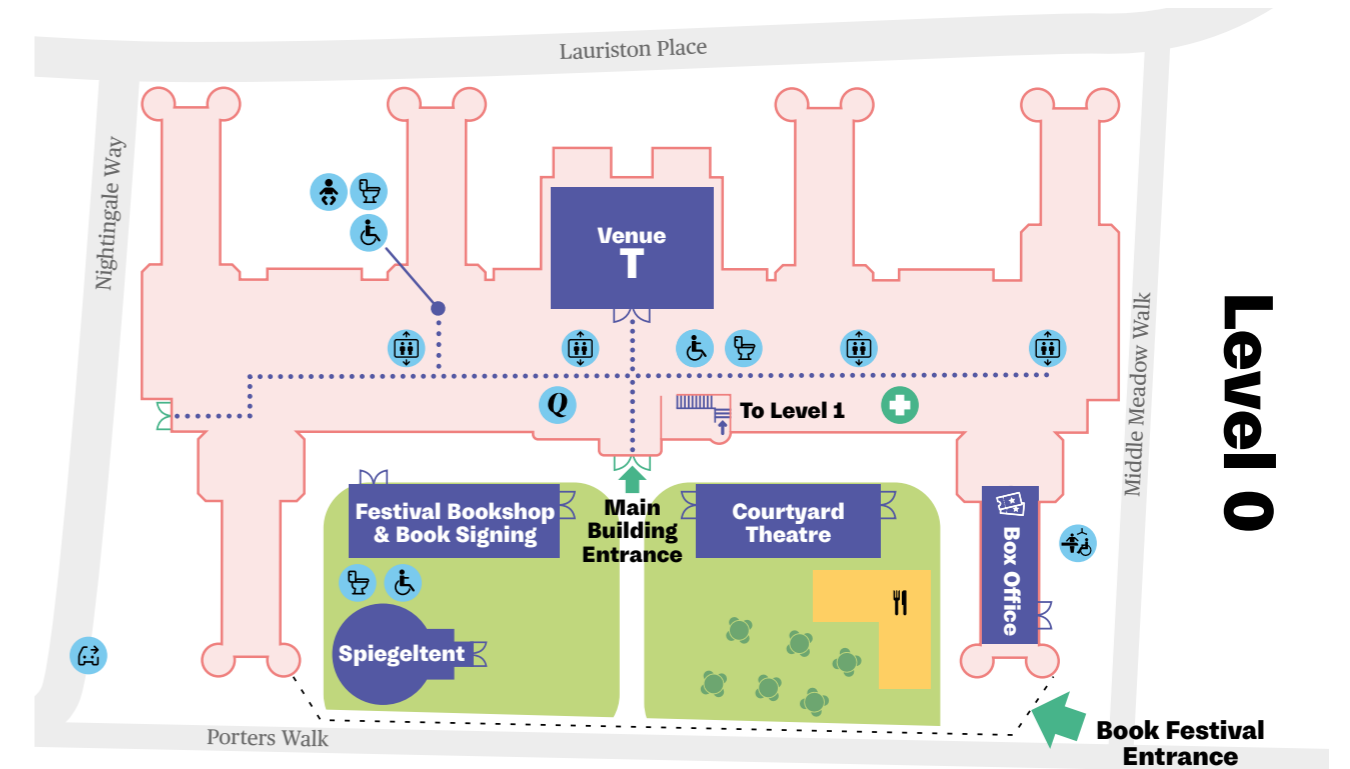 Lauriston Place
Nightingale Way
Venue
T
Middle Meadow Walk
Level 0
Q
To Level 1
Festival Bookshop
& Book Signing
Main
Building
Entrance
Courtyard
Theatre
Box Office
Spiegeltent
Porters Walk
Book Festival
Entrance